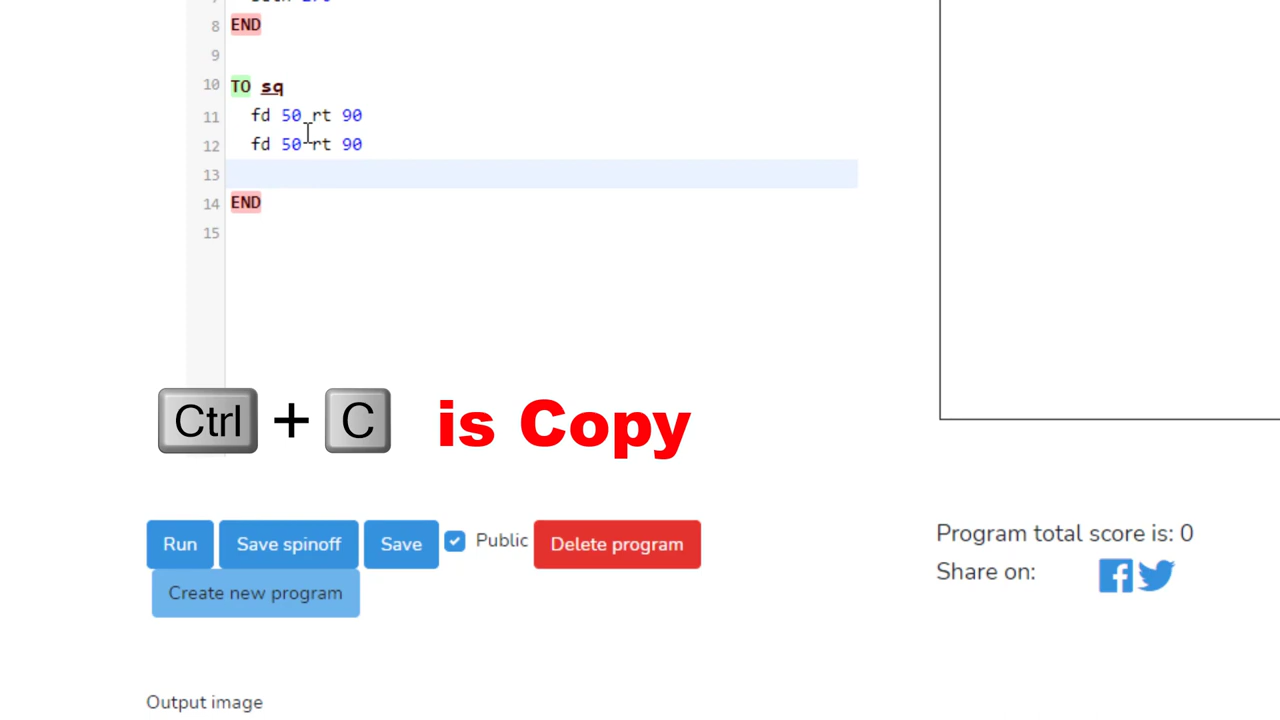 8 END
9
10 TO sq
11 fd 50 rt 90
12 fd 50 rt 90
13
14 END
15
Ctrl + C is Copy
Run Save spinoff Save Public Delete program
Create new program
Program total score is: 0
Share on:
Output image